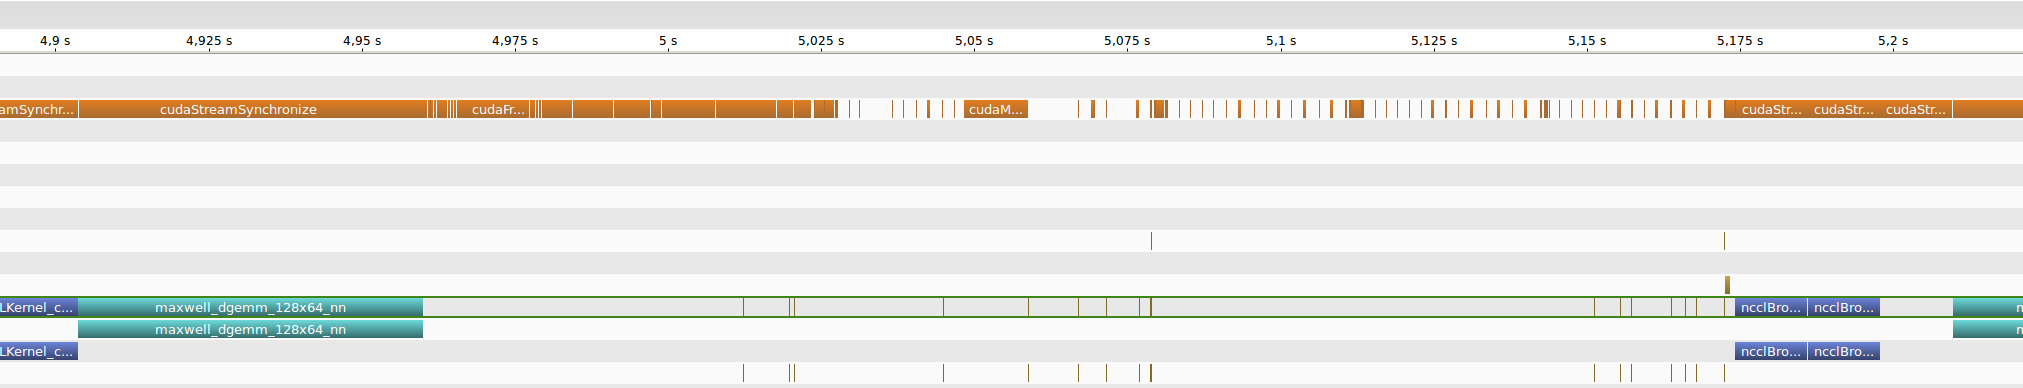 4,9 s 4,925 s 4,95 s 4,975 s 5 s 5,025 s 5,05 s 5,075 s 5,1 s 5,125 s 5,15 s 5,175 s 5,2 s
amSynchr... cudaStreamSynchronize cudaFr... cudaM... cudaStr... cudaStr... cudaStr...
LKernel_c... maxwell_dgemm_128x64_nn ncclBro... ncclBro... n
maxwell_dgemm_128x64_nn n
LKernel_c... ncclBro... ncclBro...